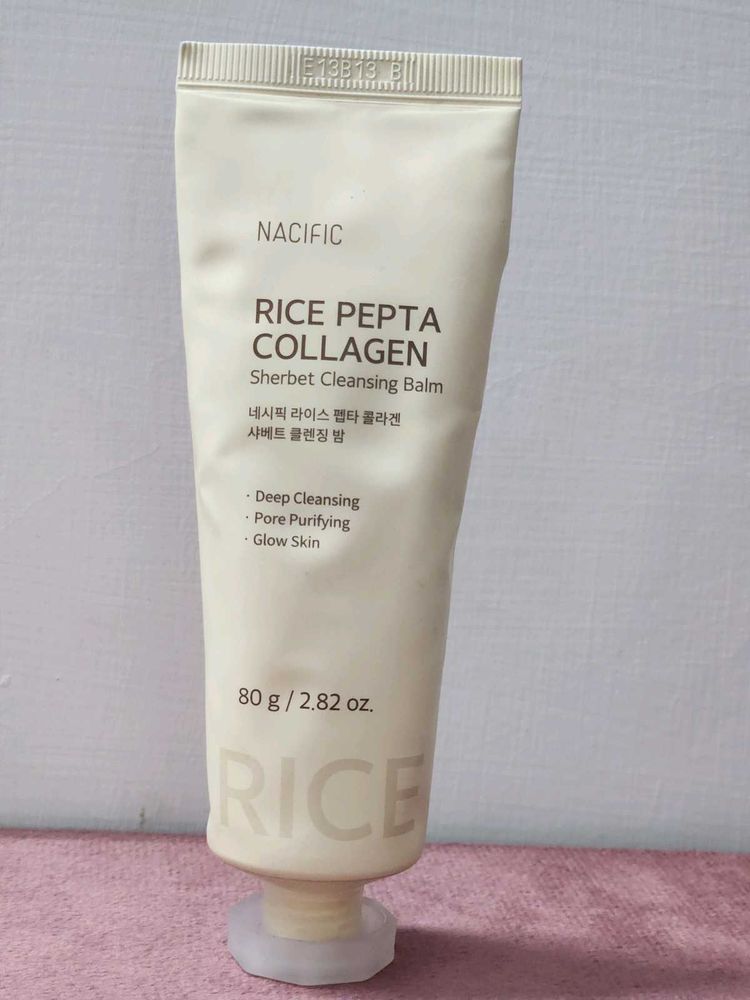 E13B13 B
NACIFIC
RICE PEPTA
COLLAGEN
Sherbet Cleansing Balm
네시픽 라이스 펩타 콜라겐
샤베트 클렌징 밤
· Deep Cleansing
· Pore Purifying
· Glow Skin
80 g / 2.82 oz.
RICE